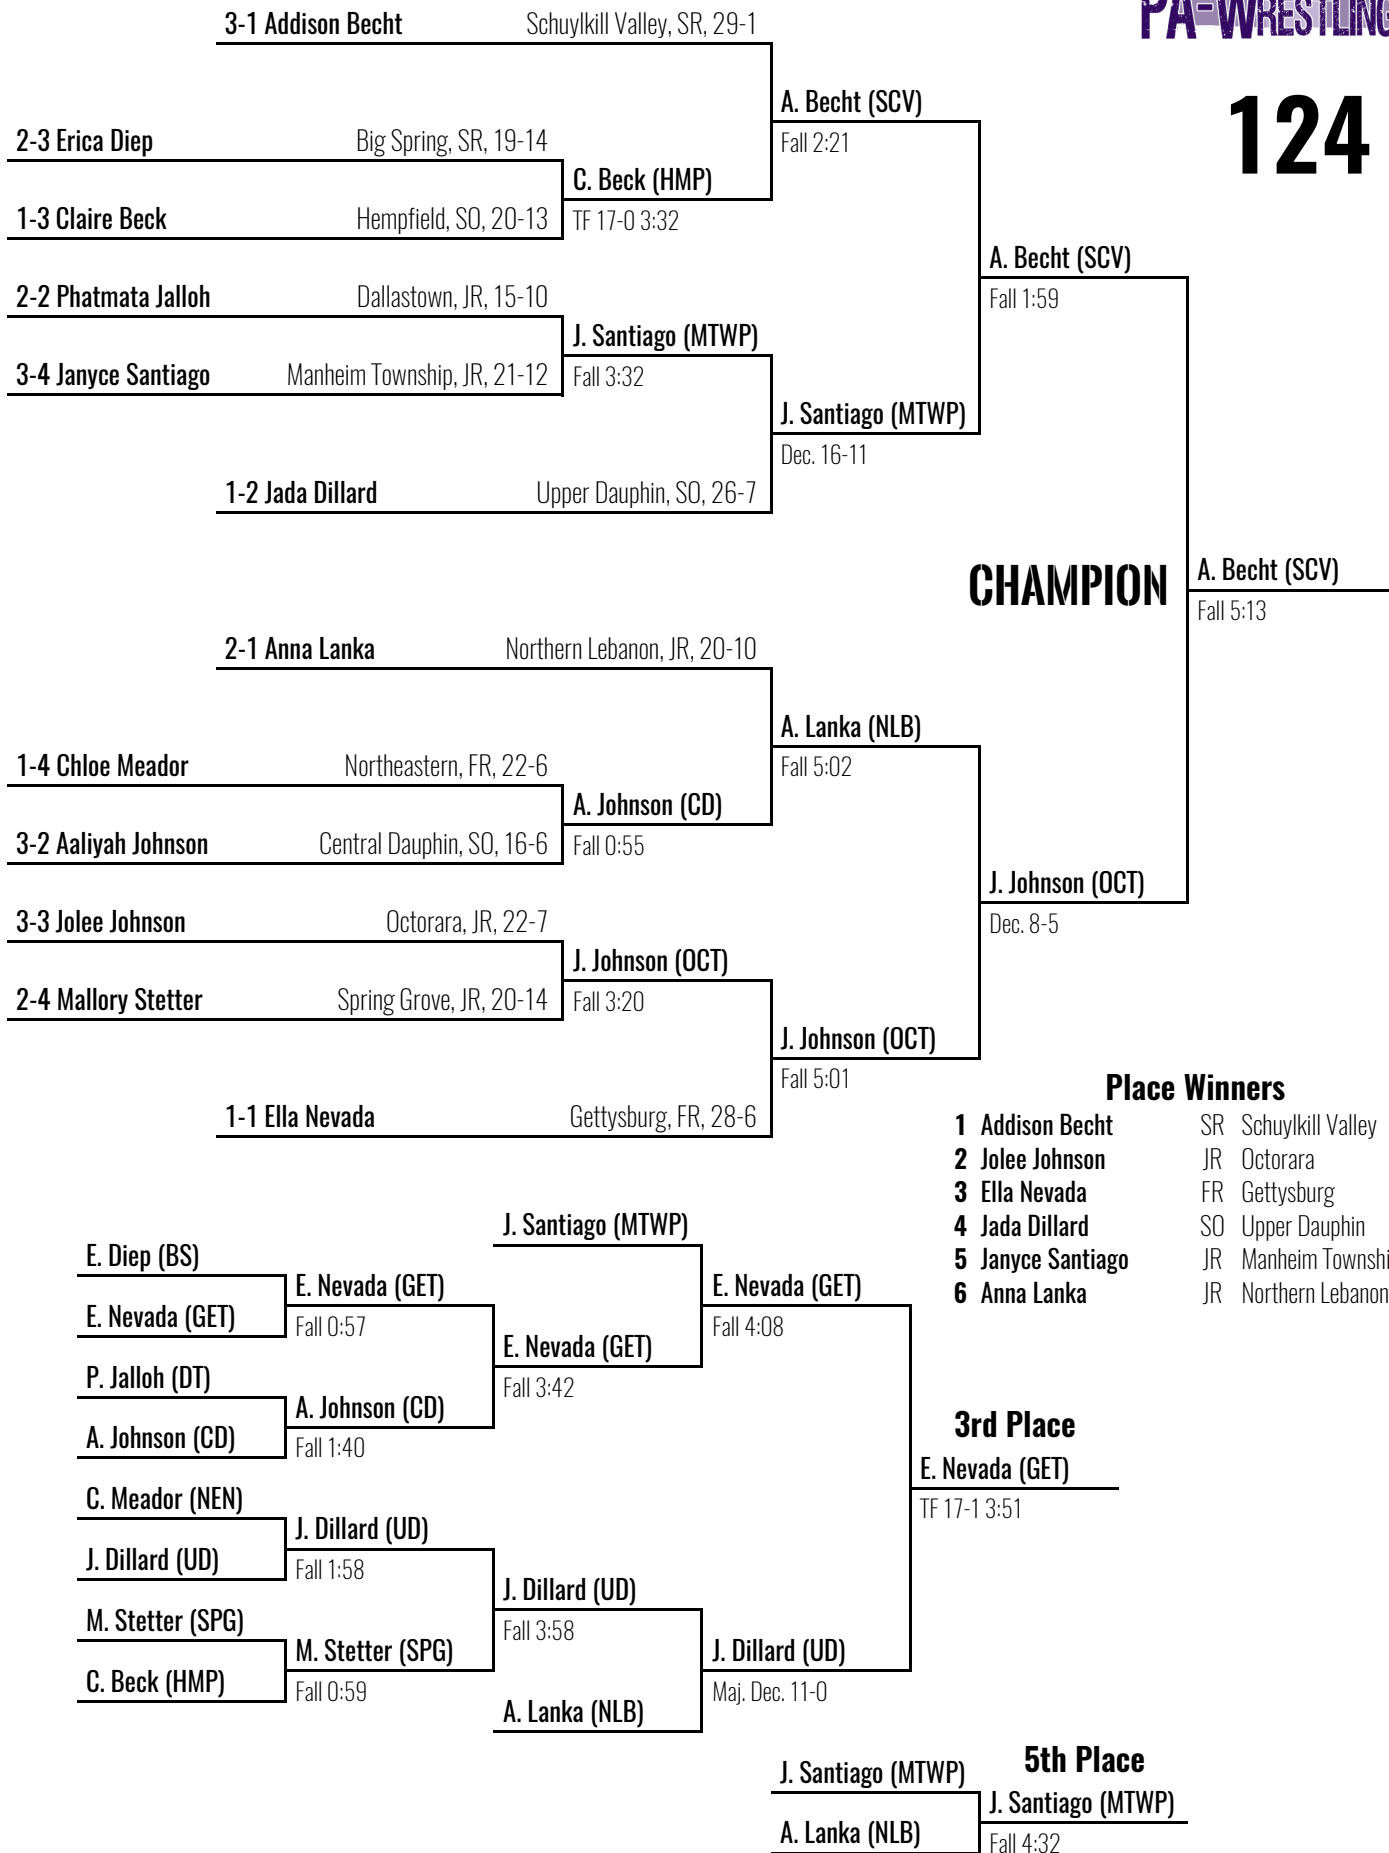 PA-WRESTLING
124
3-1 Addison Becht Schuylkill Valley, SR, 29-1
A. Becht (SCV)
Fall 2:21
2-3 Erica Diep Big Spring, SR, 19-14
C. Beck (HMP)
TF 17-0 3:32
1-3 Claire Beck Hempfield, SO, 20-13
A. Becht (SCV)
Fall 1:59
2-2 Phatmata Jalloh Dallastown, JR, 15-10
J. Santiago (MTWP)
Fall 3:32
3-4 Janyce Santiago Manheim Township, JR, 21-12
J. Santiago (MTWP)
Dec. 16-11
1-2 Jada Dillard Upper Dauphin, SO, 26-7
CHAMPION
A. Becht (SCV)
Fall 5:13
2-1 Anna Lanka Northern Lebanon, JR, 20-10
A. Lanka (NLB)
Fall 5:02
1-4 Chloe Meador Northeastern, FR, 22-6
A. Johnson (CD)
Fall 0:55
3-2 Aaliyah Johnson Central Dauphin, SO, 16-6
J. Johnson (OCT)
Dec. 8-5
3-3 Jolee Johnson Octorara, JR, 22-7
J. Johnson (OCT)
Fall 3:20
2-4 Mallory Stetter Spring Grove, JR, 20-14
J. Johnson (OCT)
Fall 5:01
1-1 Ella Nevada Gettysburg, FR, 28-6
Place Winners
1 Addison Becht SR Schuylkill Valley
2 Jolee Johnson JR Octorara
3 Ella Nevada FR Gettysburg
4 Jada Dillard SO Upper Dauphin
5 Janyce Santiago JR Manheim Townshi
6 Anna Lanka JR Northern Lebanon
J. Santiago (MTWP)
E. Diep (BS)
E. Nevada (GET)
Fall 0:57
E. Nevada (GET)
E. Nevada (GET)
Fall 4:08
E. Nevada (GET)
Fall 3:42
P. Jalloh (DT)
A. Johnson (CD)
Fall 1:40
A. Johnson (CD)
3rd Place
E. Nevada (GET)
TF 17-1 3:51
C. Meador (NEN)
J. Dillard (UD)
Fall 1:58
J. Dillard (UD)
J. Dillard (UD)
Fall 3:58
M. Stetter (SPG)
M. Stetter (SPG)
Fall 0:59
C. Beck (HMP)
J. Dillard (UD)
Maj. Dec. 11-0
A. Lanka (NLB)
5th Place
J. Santiago (MTWP)
J. Santiago (MTWP)
Fall 4:32
A. Lanka (NLB)